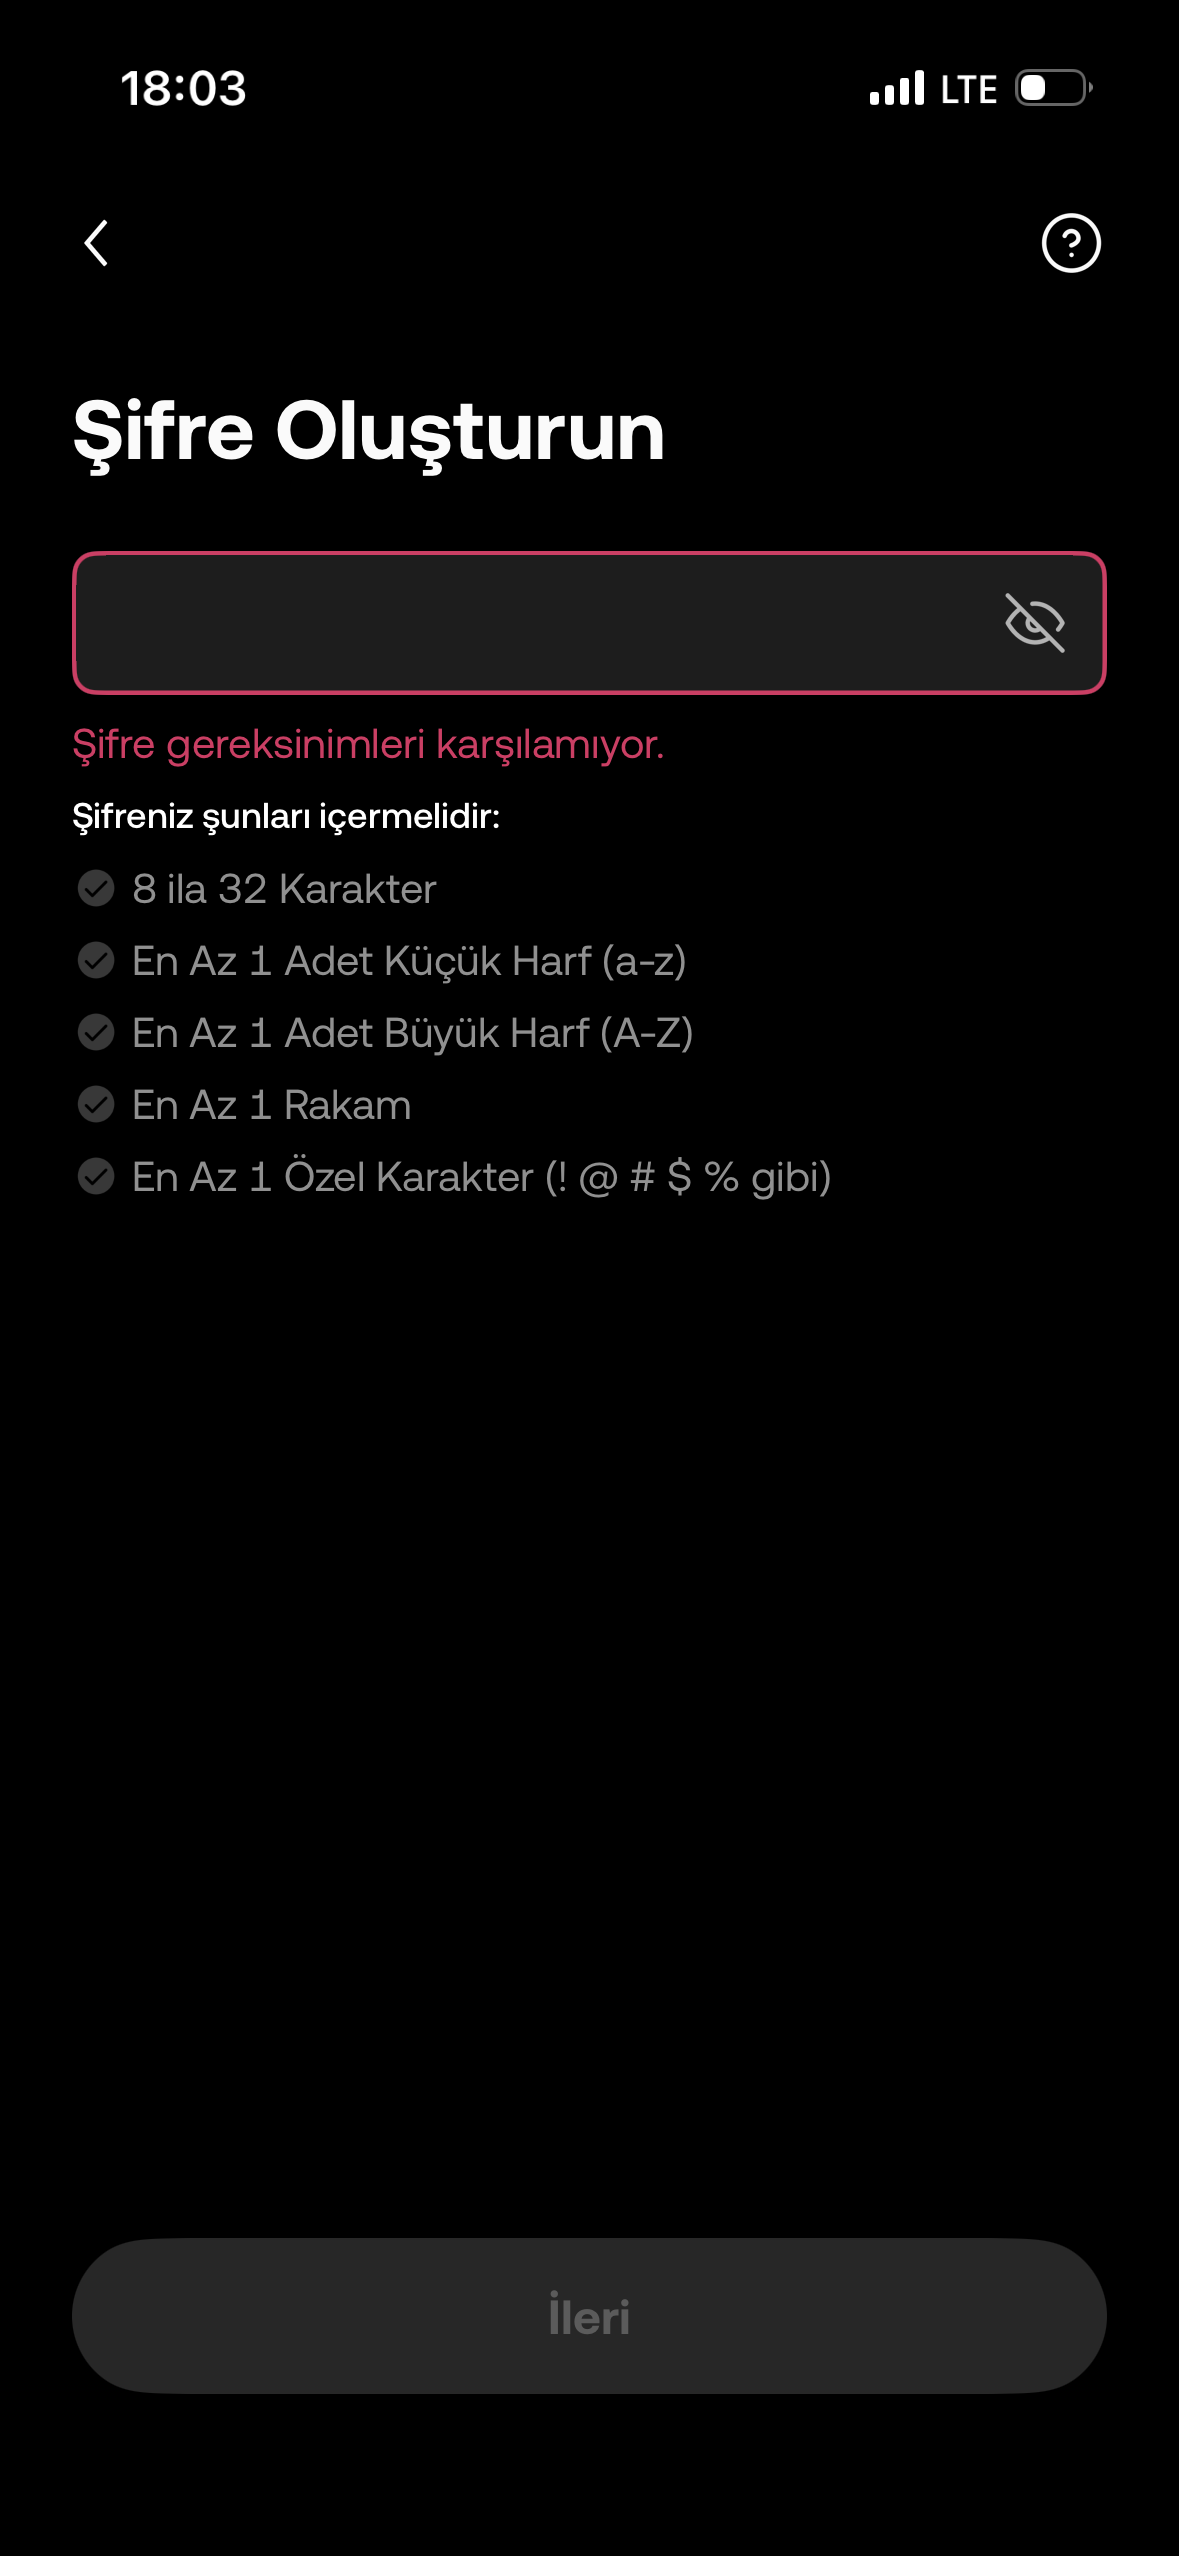 18:03
LTE
Şifre Oluşturun
Şifre gereksinimleri karşılamıyor.
Şifreniz şunları içermelidir:
8 ila 32 Karakter
En Az 1 Adet Küçük Harf (a-z)
En Az 1 Adet Büyük Harf (A-Z)
En Az 1 Rakam
En Az 1 Özel Karakter (! @ # $ % gibi)
İleri